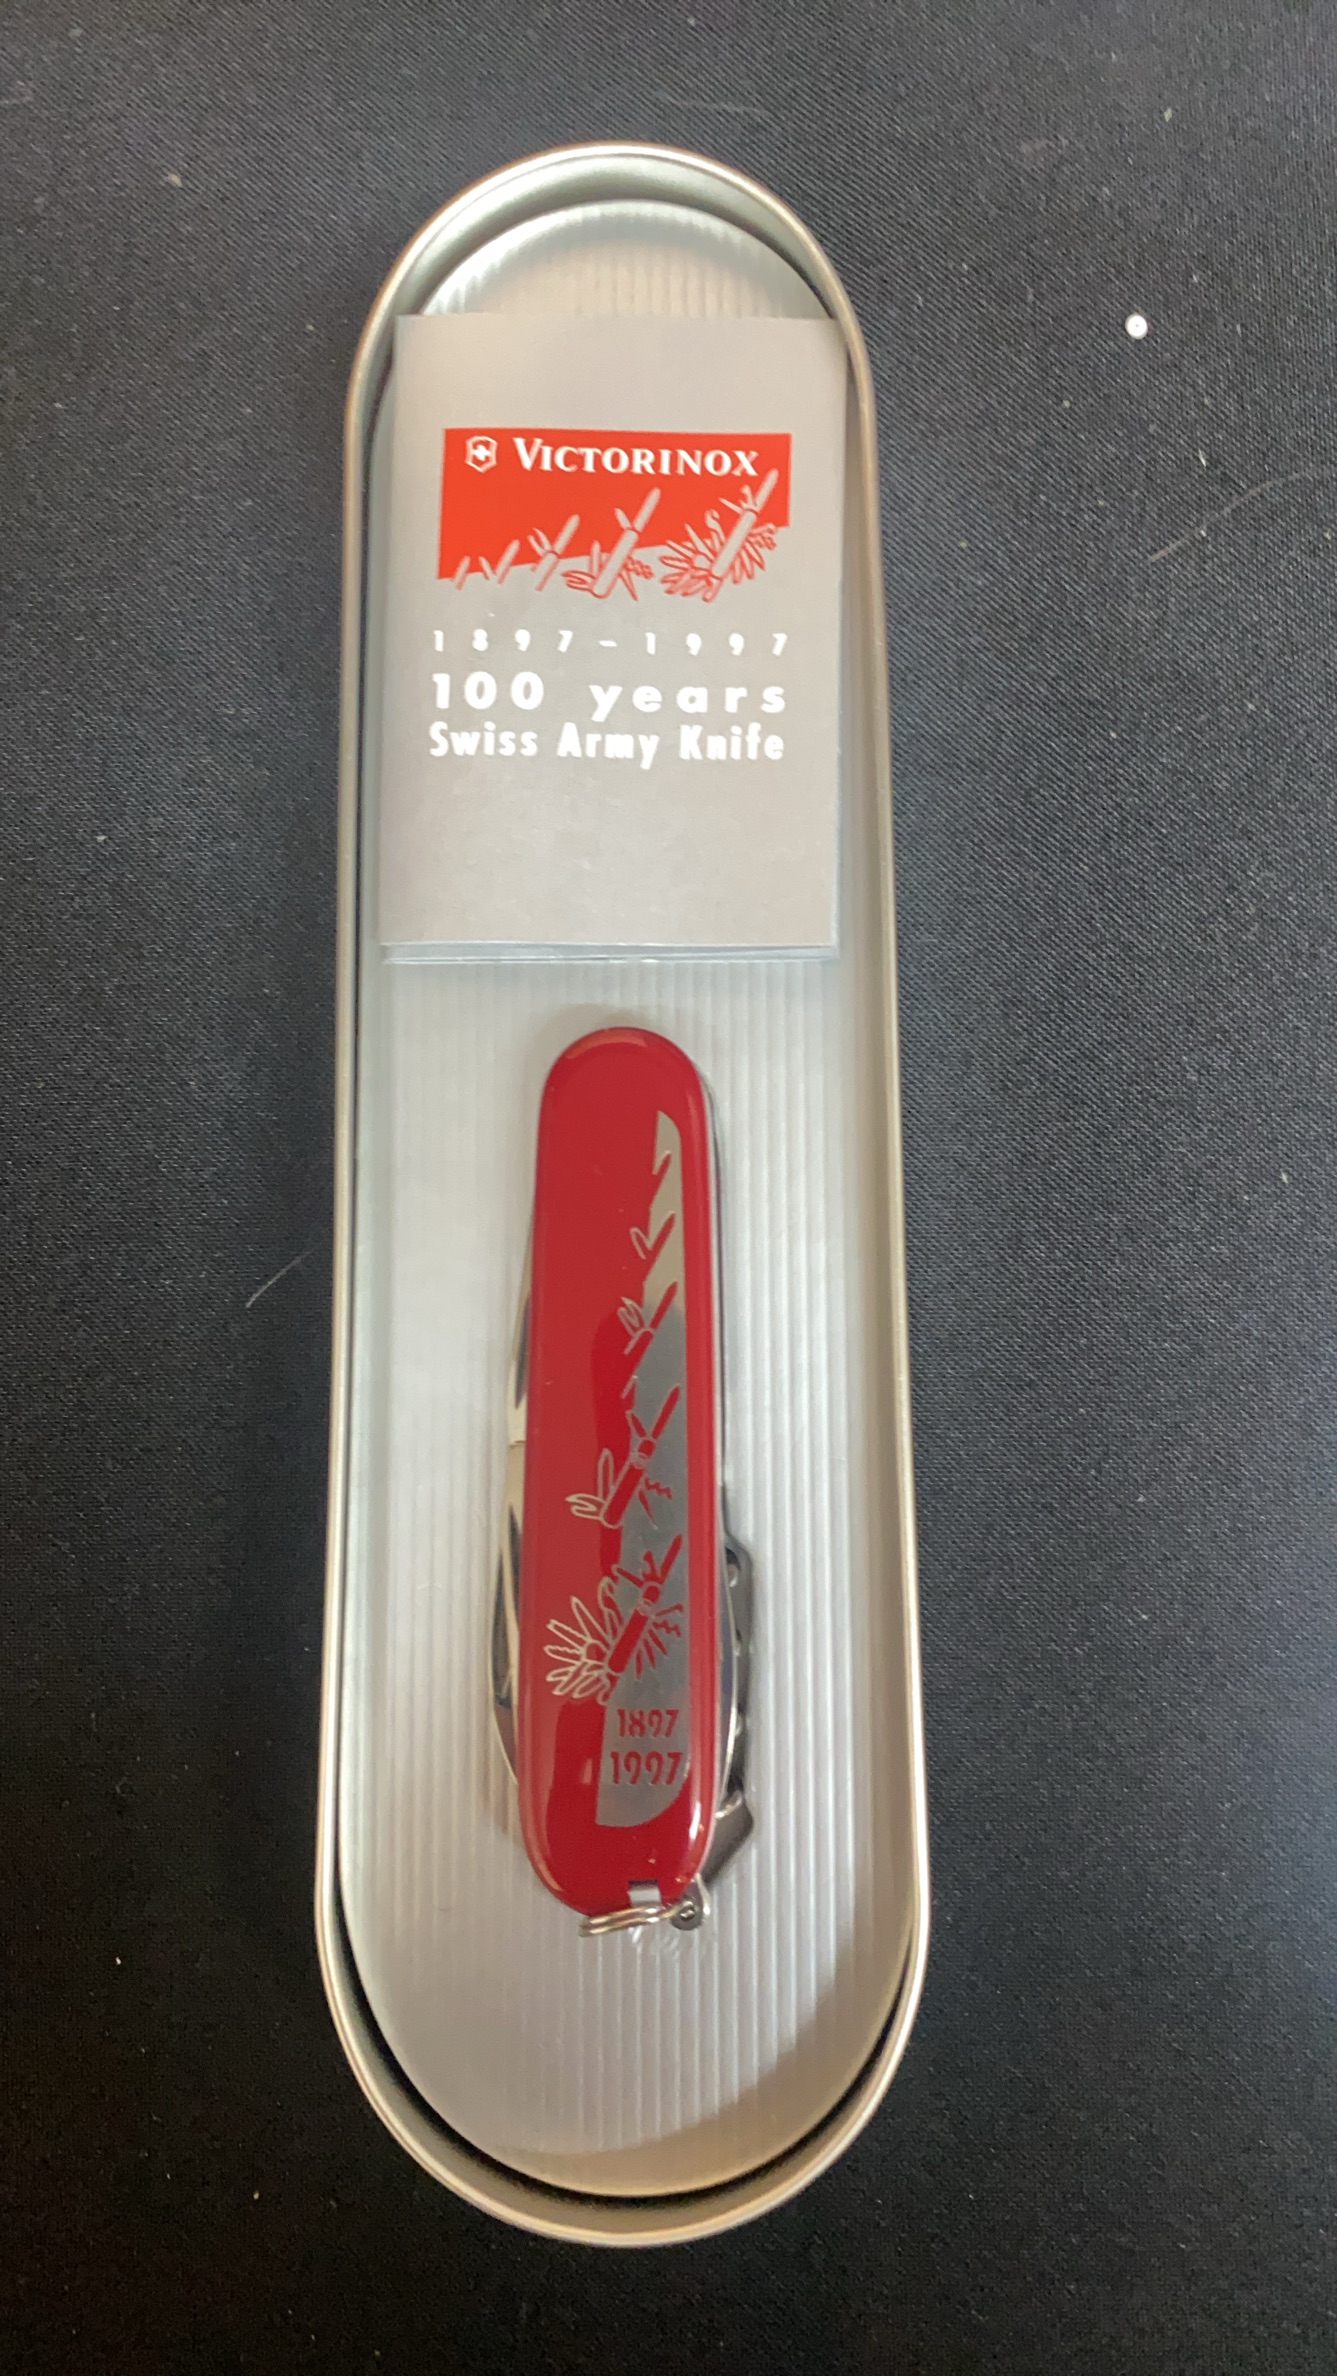 VICTORINOX
1897-1997
100 years
Swiss Army Knife
1897
1997